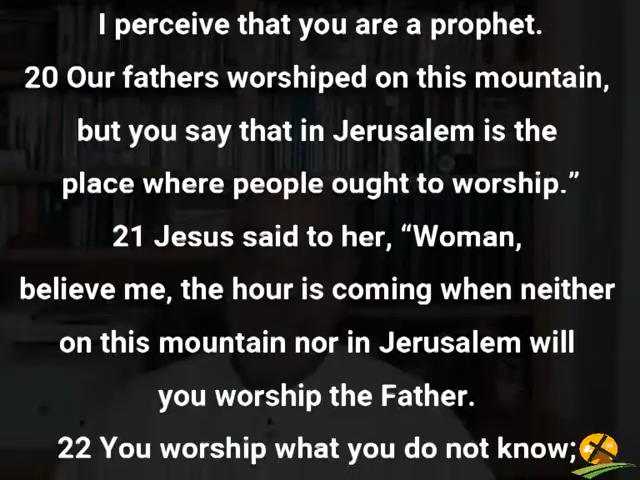 I perceive that you are a prophet.
20 Our fathers worshiped on this mountain,
but you say that in Jerusalem is the
place where people ought to worship.”
21 Jesus said to her, “Woman,
believe me, the hour is coming when neither
on this mountain nor in Jerusalem will
you worship the Father.
22 You worship what you do not know;